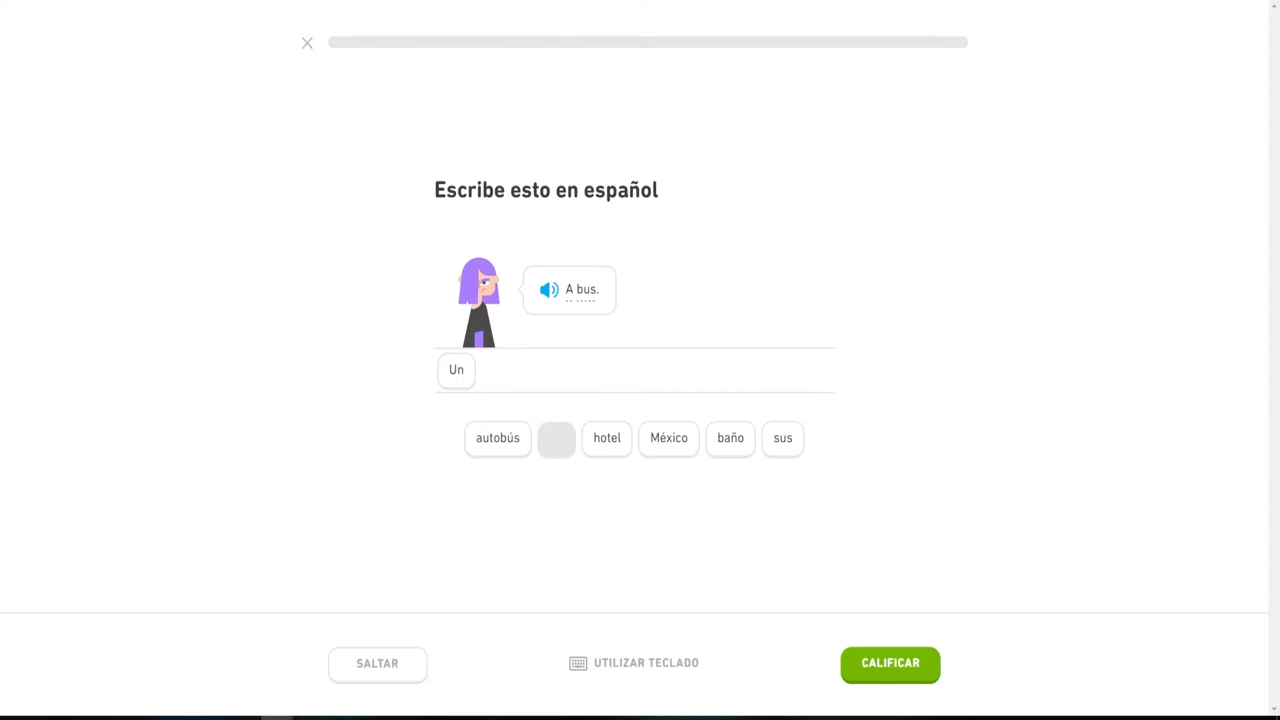 Escribe esto en español
A bus.
Un
autobús hotel México baño sus
SALTAR UTILIZAR TECLADO CALIFICAR